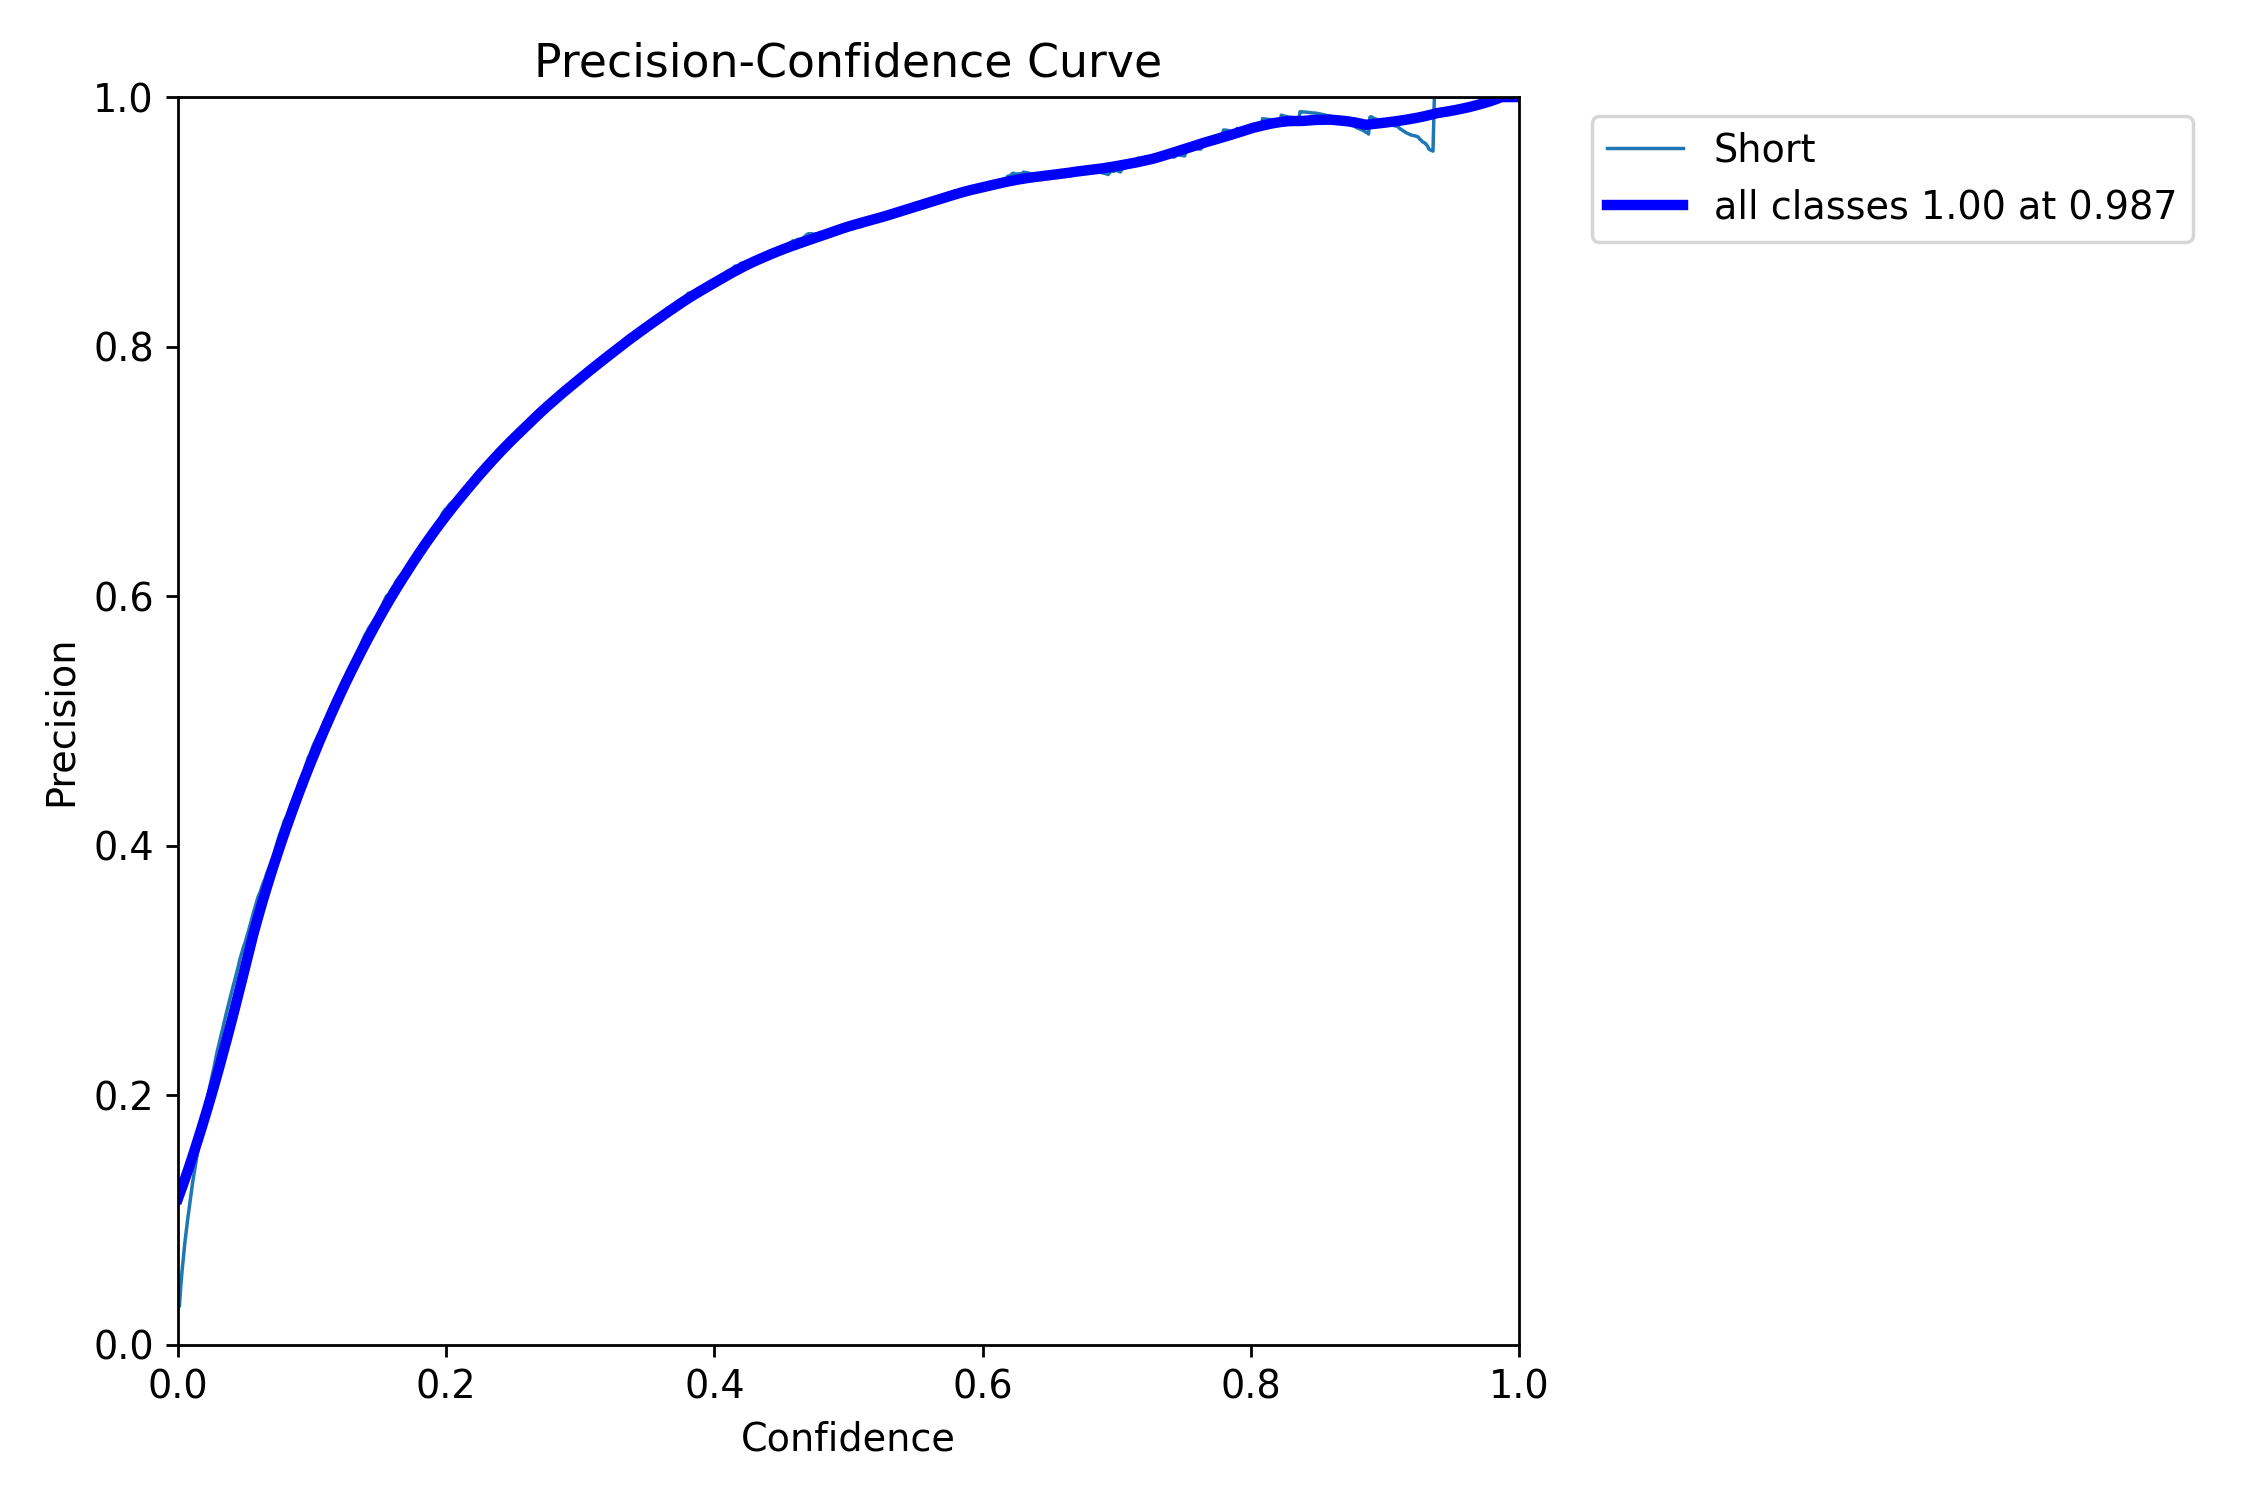 Precision-Confidence Curve
1.0
0.8
0.6
0.4
0.2
0.0
Precision
0.0 0.2 0.4 0.6 0.8 1.0
Confidence
Short
all classes 1.00 at 0.987